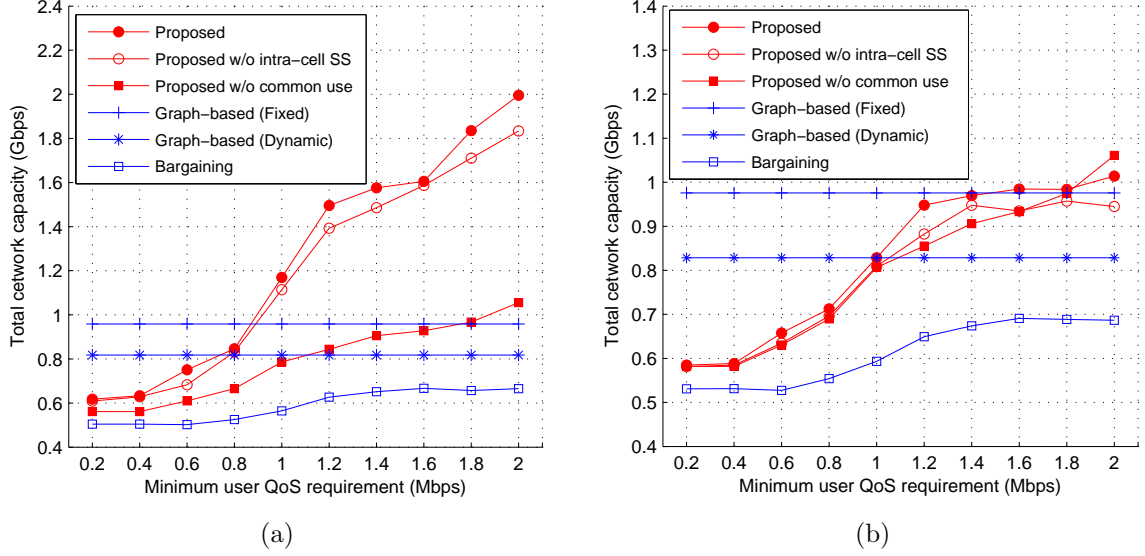 2.4
2.2
2
1.8
1.6
1.4
1.2
1
0.8
0.6
0.4
Total cetwork capacity (Gbps)
Proposed
Proposed w/o intra−cell SS
Proposed w/o common use
Graph−based (Fixed)
Graph−based (Dynamic)
Bargaining
0.2 0.4 0.6 0.8 1 1.2 1.4 1.6 1.8 2
Minimum user QoS requirement (Mbps)
(a)
1.4
1.3
1.2
1.1
1
0.9
0.8
0.7
0.6
0.5
0.4
Total cetwork capacity (Gbps)
Proposed
Proposed w/o intra−cell SS
Proposed w/o common use
Graph−based (Fixed)
Graph−based (Dynamic)
Bargaining
0.2 0.4 0.6 0.8 1 1.2 1.4 1.6 1.8 2
Minimum user QoS requirement (Mbps)
(b)